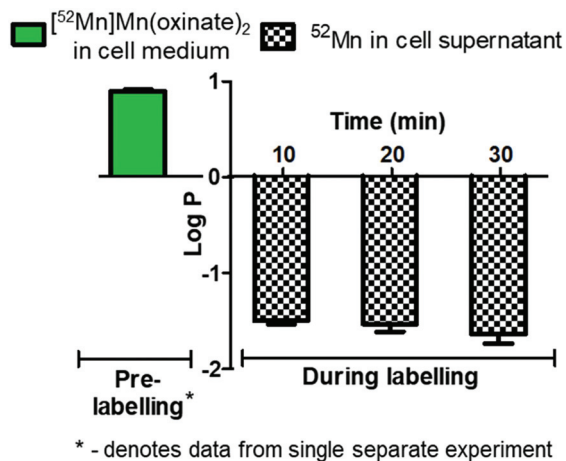 [⁵²Mn]Mn(oxinate)₂
in cell medium
⁵²Mn in cell supernatant
1
Time (min)
10 20 30
0
Log P
-1
-2
Pre-
labelling*
During labelling
* - denotes data from single separate experiment